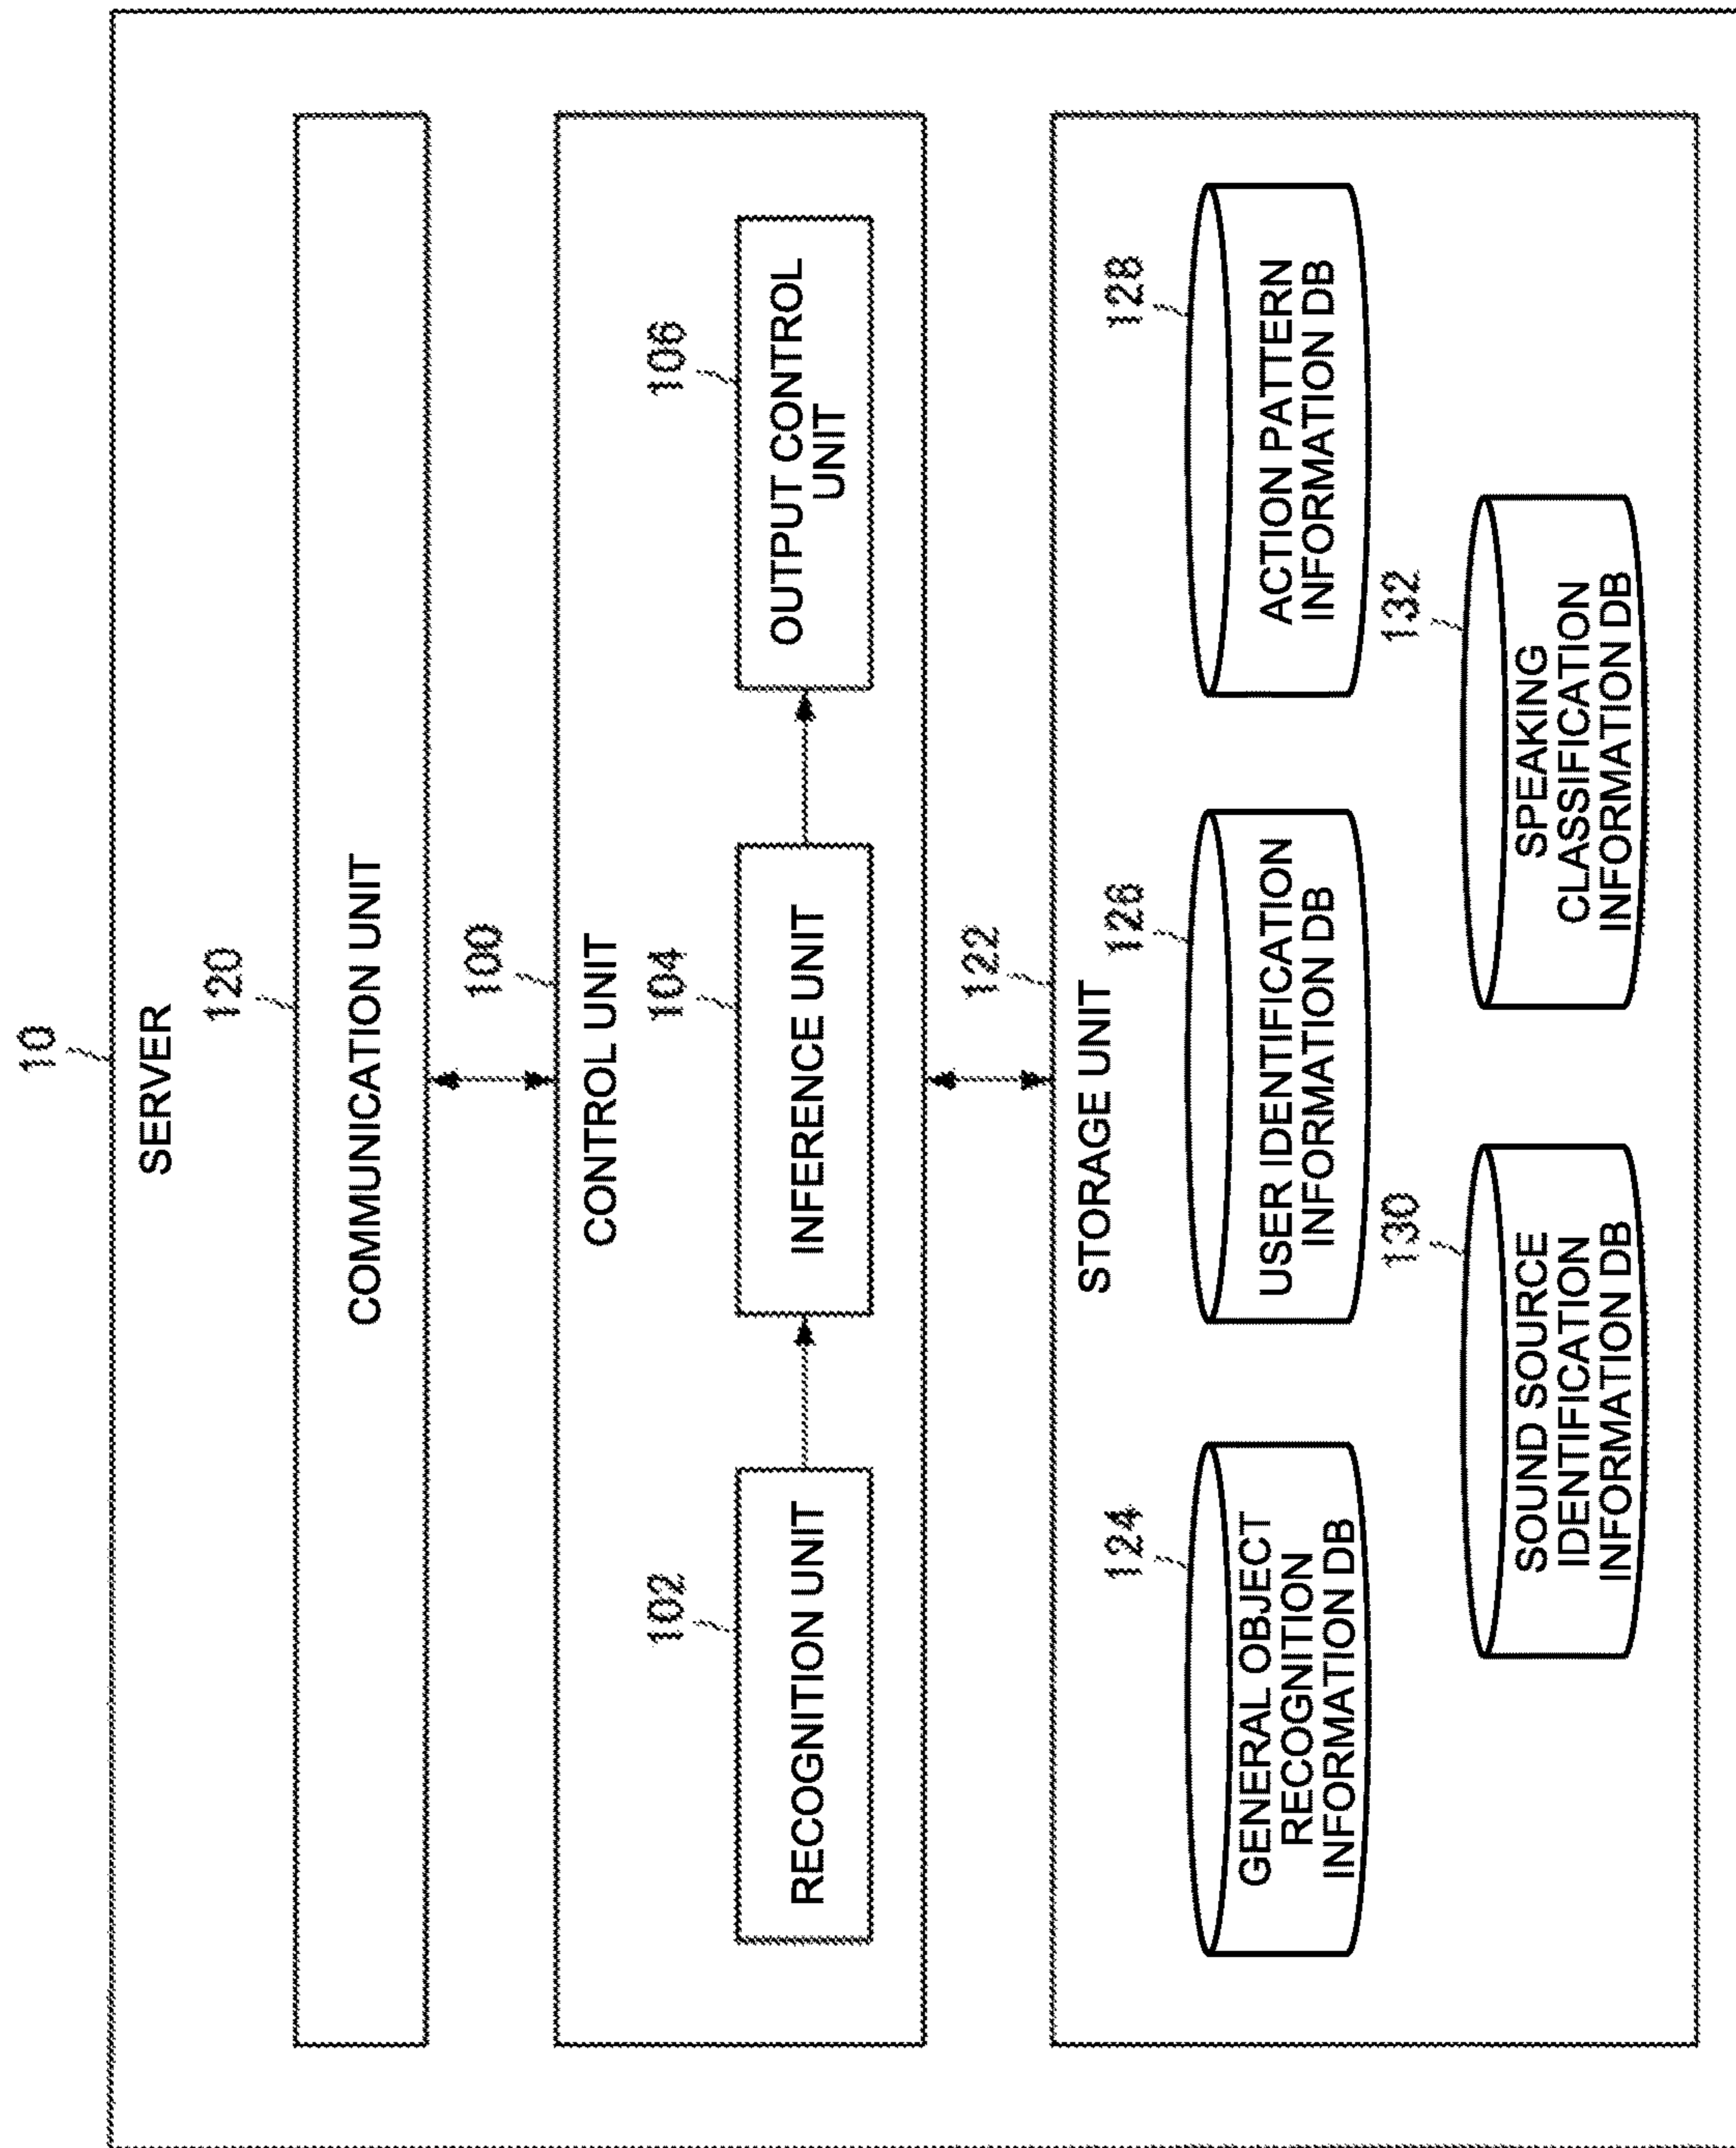 10
SERVER
120
COMMUNICATION UNIT
100
CONTROL UNIT
102
RECOGNITION UNIT
104
INFERENCE UNIT
106
OUTPUT CONTROL
UNIT
122
STORAGE UNIT
124
GENERAL OBJECT
RECOGNITION
INFORMATION DB
126
USER IDENTIFICATION
INFORMATION DB
128
ACTION PATTERN
INFORMATION DB
130
SOUND SOURCE
IDENTIFICATION
INFORMATION DB
132
SPEAKING
CLASSIFICATION
INFORMATION DB